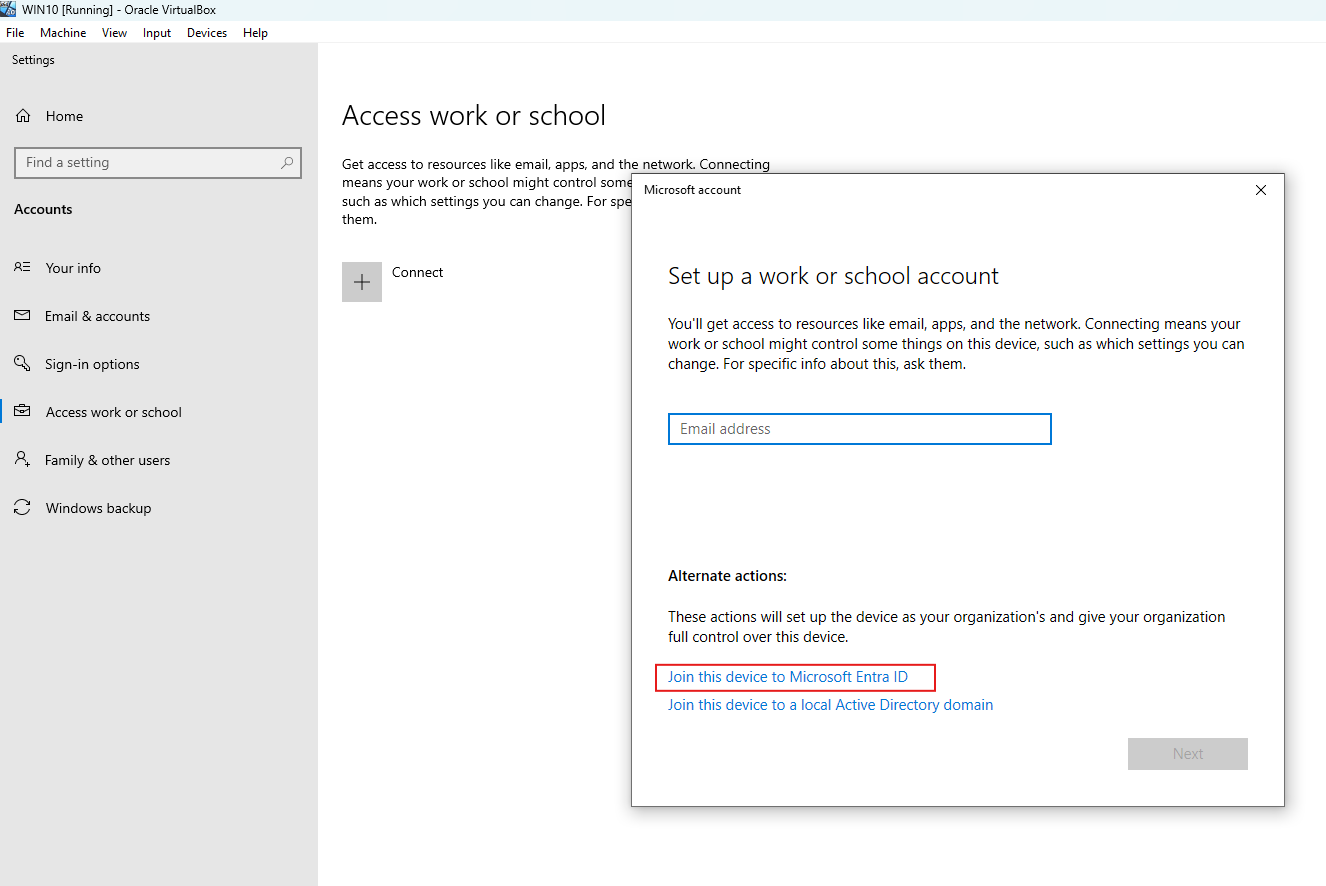 WIN10 [Running] - Oracle VirtualBox
File Machine View Input Devices Help
Settings
Home
Find a setting
Accounts
Your info
Email & accounts
Sign-in options
Access work or school
Family & other users
Windows backup
Access work or school
Get access to resources like email, apps, and the network. Connecting
means your work or school might control some
such as which settings you can change. For spe
them.
Connect
Microsoft account
Set up a work or school account
You'll get access to resources like email, apps, and the network. Connecting means your
work or school might control some things on this device, such as which settings you can
change. For specific info about this, ask them.
Email address
Alternate actions:
These actions will set up the device as your organization's and give your organization
full control over this device.
Join this device to Microsoft Entra ID
Join this device to a local Active Directory domain
Next